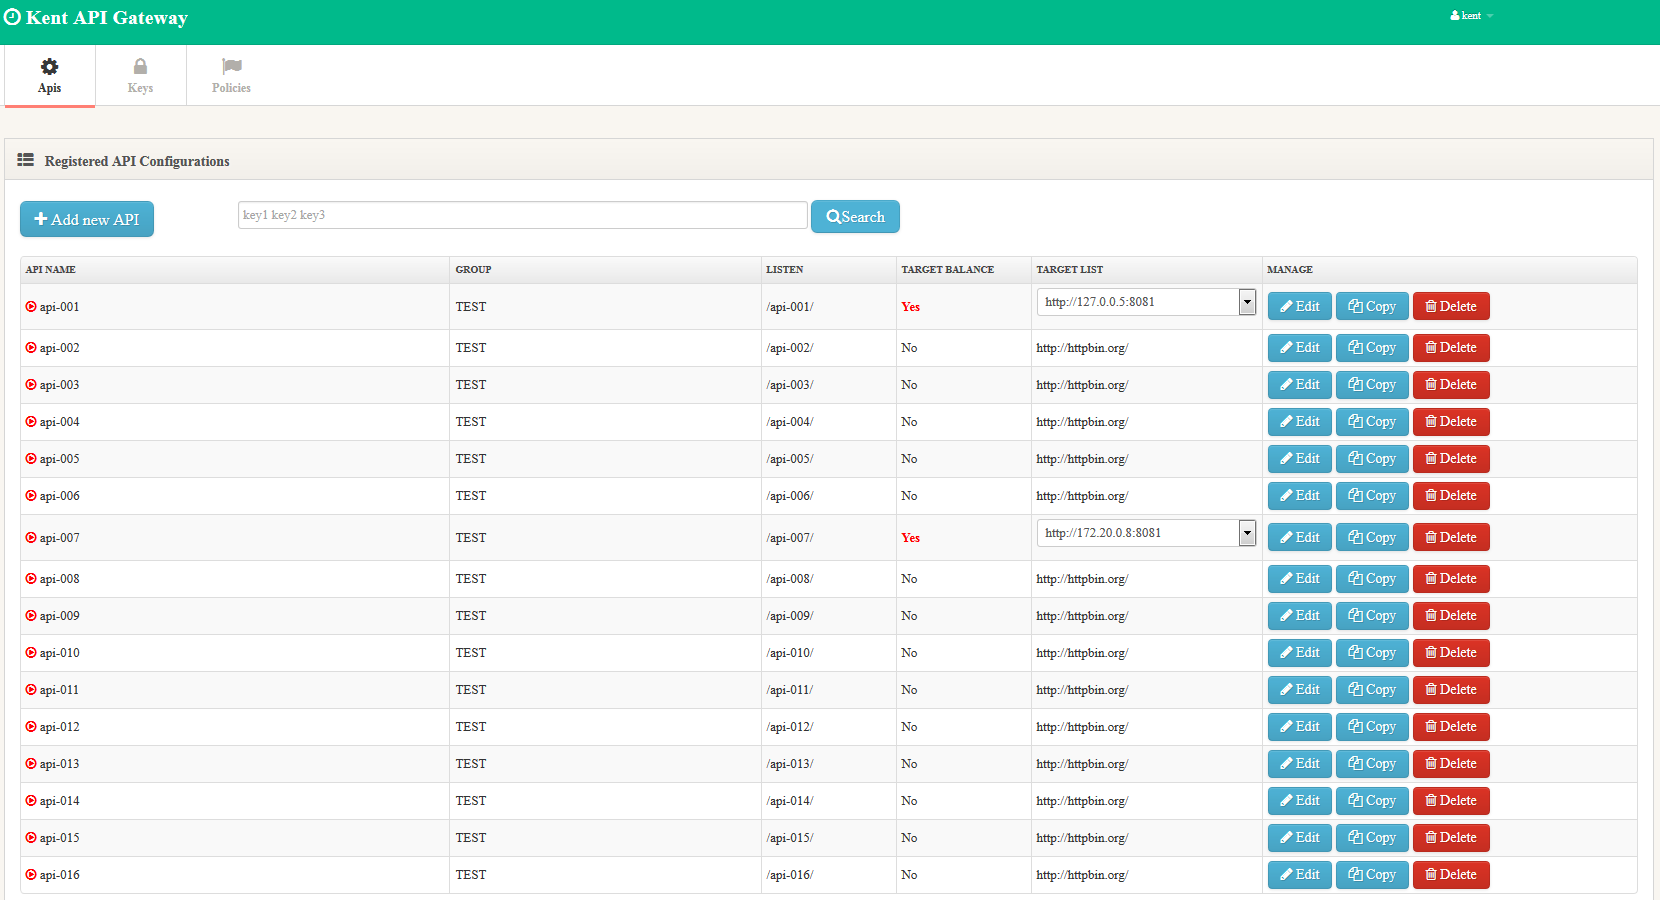 Kent API Gateway
kent
Apis Keys Policies
Registered API Configurations
Add new API key1 key2 key3 Search
API NAME GROUP LISTEN TARGET BALANCE TARGET LIST MANAGE
api-001 TEST /api-001/ Yes http://127.0.0.5:8081 Edit Copy Delete
api-002 TEST /api-002/ No http://httpbin.org/ Edit Copy Delete
api-003 TEST /api-003/ No http://httpbin.org/ Edit Copy Delete
api-004 TEST /api-004/ No http://httpbin.org/ Edit Copy Delete
api-005 TEST /api-005/ No http://httpbin.org/ Edit Copy Delete
api-006 TEST /api-006/ No http://httpbin.org/ Edit Copy Delete
api-007 TEST /api-007/ Yes http://172.20.0.8:8081 Edit Copy Delete
api-008 TEST /api-008/ No http://httpbin.org/ Edit Copy Delete
api-009 TEST /api-009/ No http://httpbin.org/ Edit Copy Delete
api-010 TEST /api-010/ No http://httpbin.org/ Edit Copy Delete
api-011 TEST /api-011/ No http://httpbin.org/ Edit Copy Delete
api-012 TEST /api-012/ No http://httpbin.org/ Edit Copy Delete
api-013 TEST /api-013/ No http://httpbin.org/ Edit Copy Delete
api-014 TEST /api-014/ No http://httpbin.org/ Edit Copy Delete
api-015 TEST /api-015/ No http://httpbin.org/ Edit Copy Delete
api-016 TEST /api-016/ No http://httpbin.org/ Edit Copy Delete